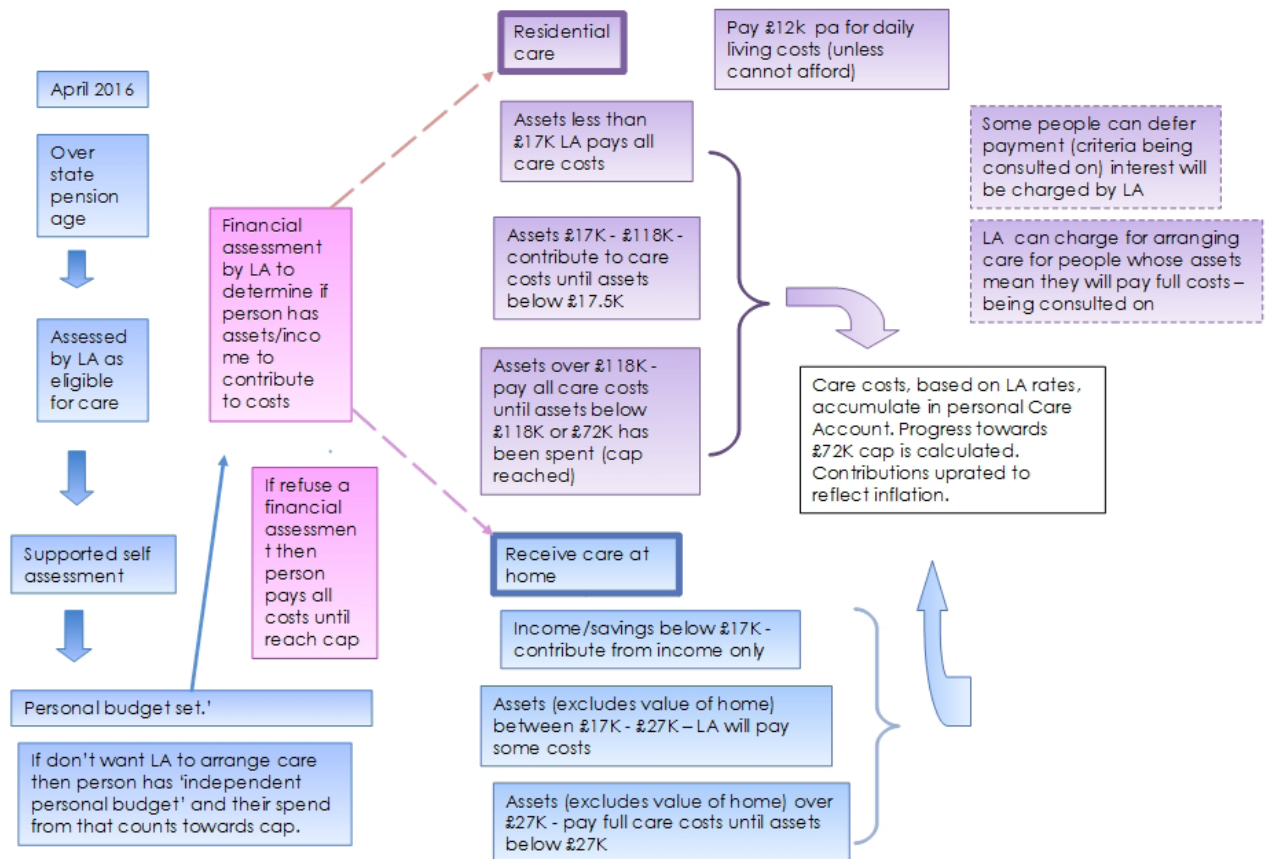 April 2016
Over
state
pension
age
Assessed
by LA as
eligible
for care
Supported self
assessment
Personal budget set.’
If don’t want LA to arrange care
then person has ‘independent
personal budget’ and their spend
from that counts towards cap.
Financial
assessment
by LA to
determine if
person has
assets/inco
me to
contribute
to costs
If refuse a
financial
assessmen
t then
person
pays all
costs until
reach cap
Residential
care
Pay £12k pa for daily
living costs (unless
cannot afford)
Assets less than
£17K LA pays all
care costs
Assets £17K - £118K -
contribute to care
costs until assets
below £17.5K
Assets over £118K -
pay all care costs
until assets below
£118K or £72K has
been spent (cap
reached)
Some people can defer
payment (criteria being
consulted on) interest will
be charged by LA
LA can charge for arranging
care for people whose assets
mean they will pay full costs –
being consulted on
Care costs, based on LA rates,
accumulate in personal Care
Account. Progress towards
£72K cap is calculated.
Contributions uprated to
reflect inflation.
Receive care at
home
Income/savings below £17K -
contribute from income only
Assets (excludes value of home)
between £17K - £27K – LA will pay
some costs
Assets (excludes value of home) over
£27K - pay full care costs until assets
below £27K